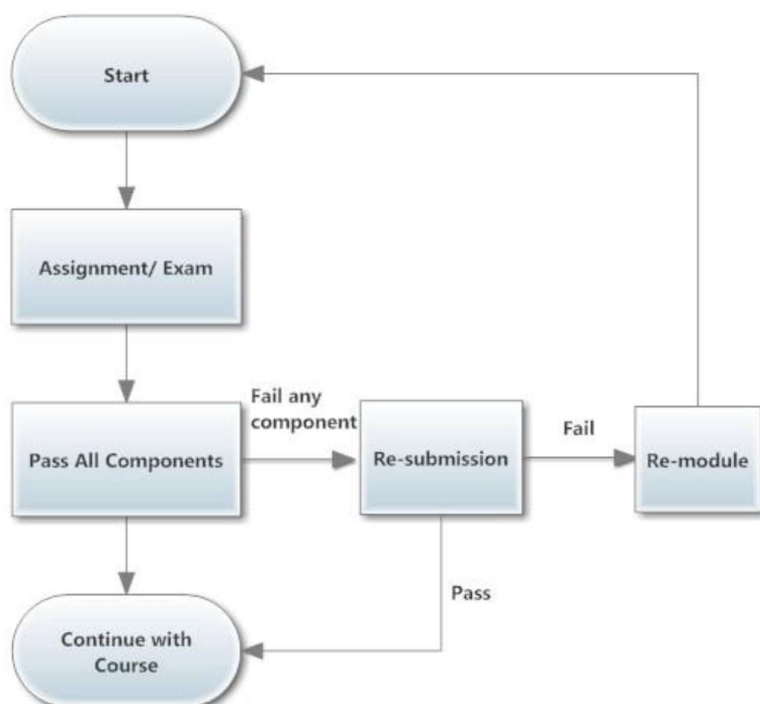 Start
Assignment/ Exam
Fail any
component
Pass All Components
Re-submission
Fail
Re-module
Pass
Continue with
Course